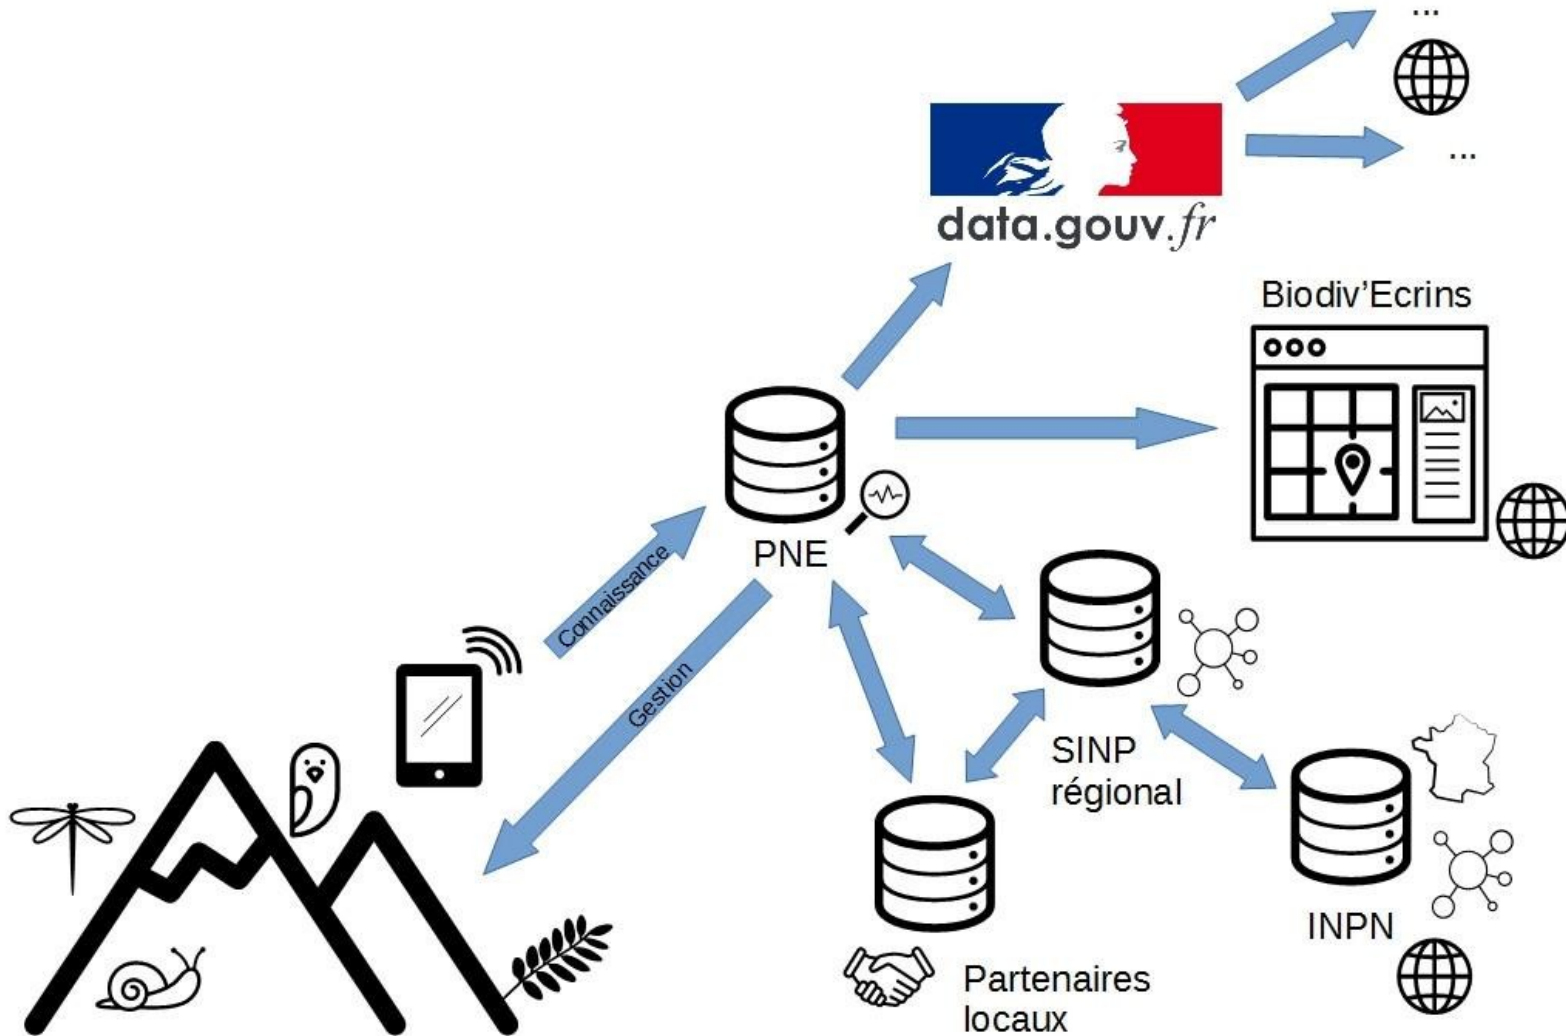 ...
...
data.gouv.fr
Biodiv’Ecrins
PNE
Connaissance
Gestion
SINP
régional
INPN
Partenaires
locaux